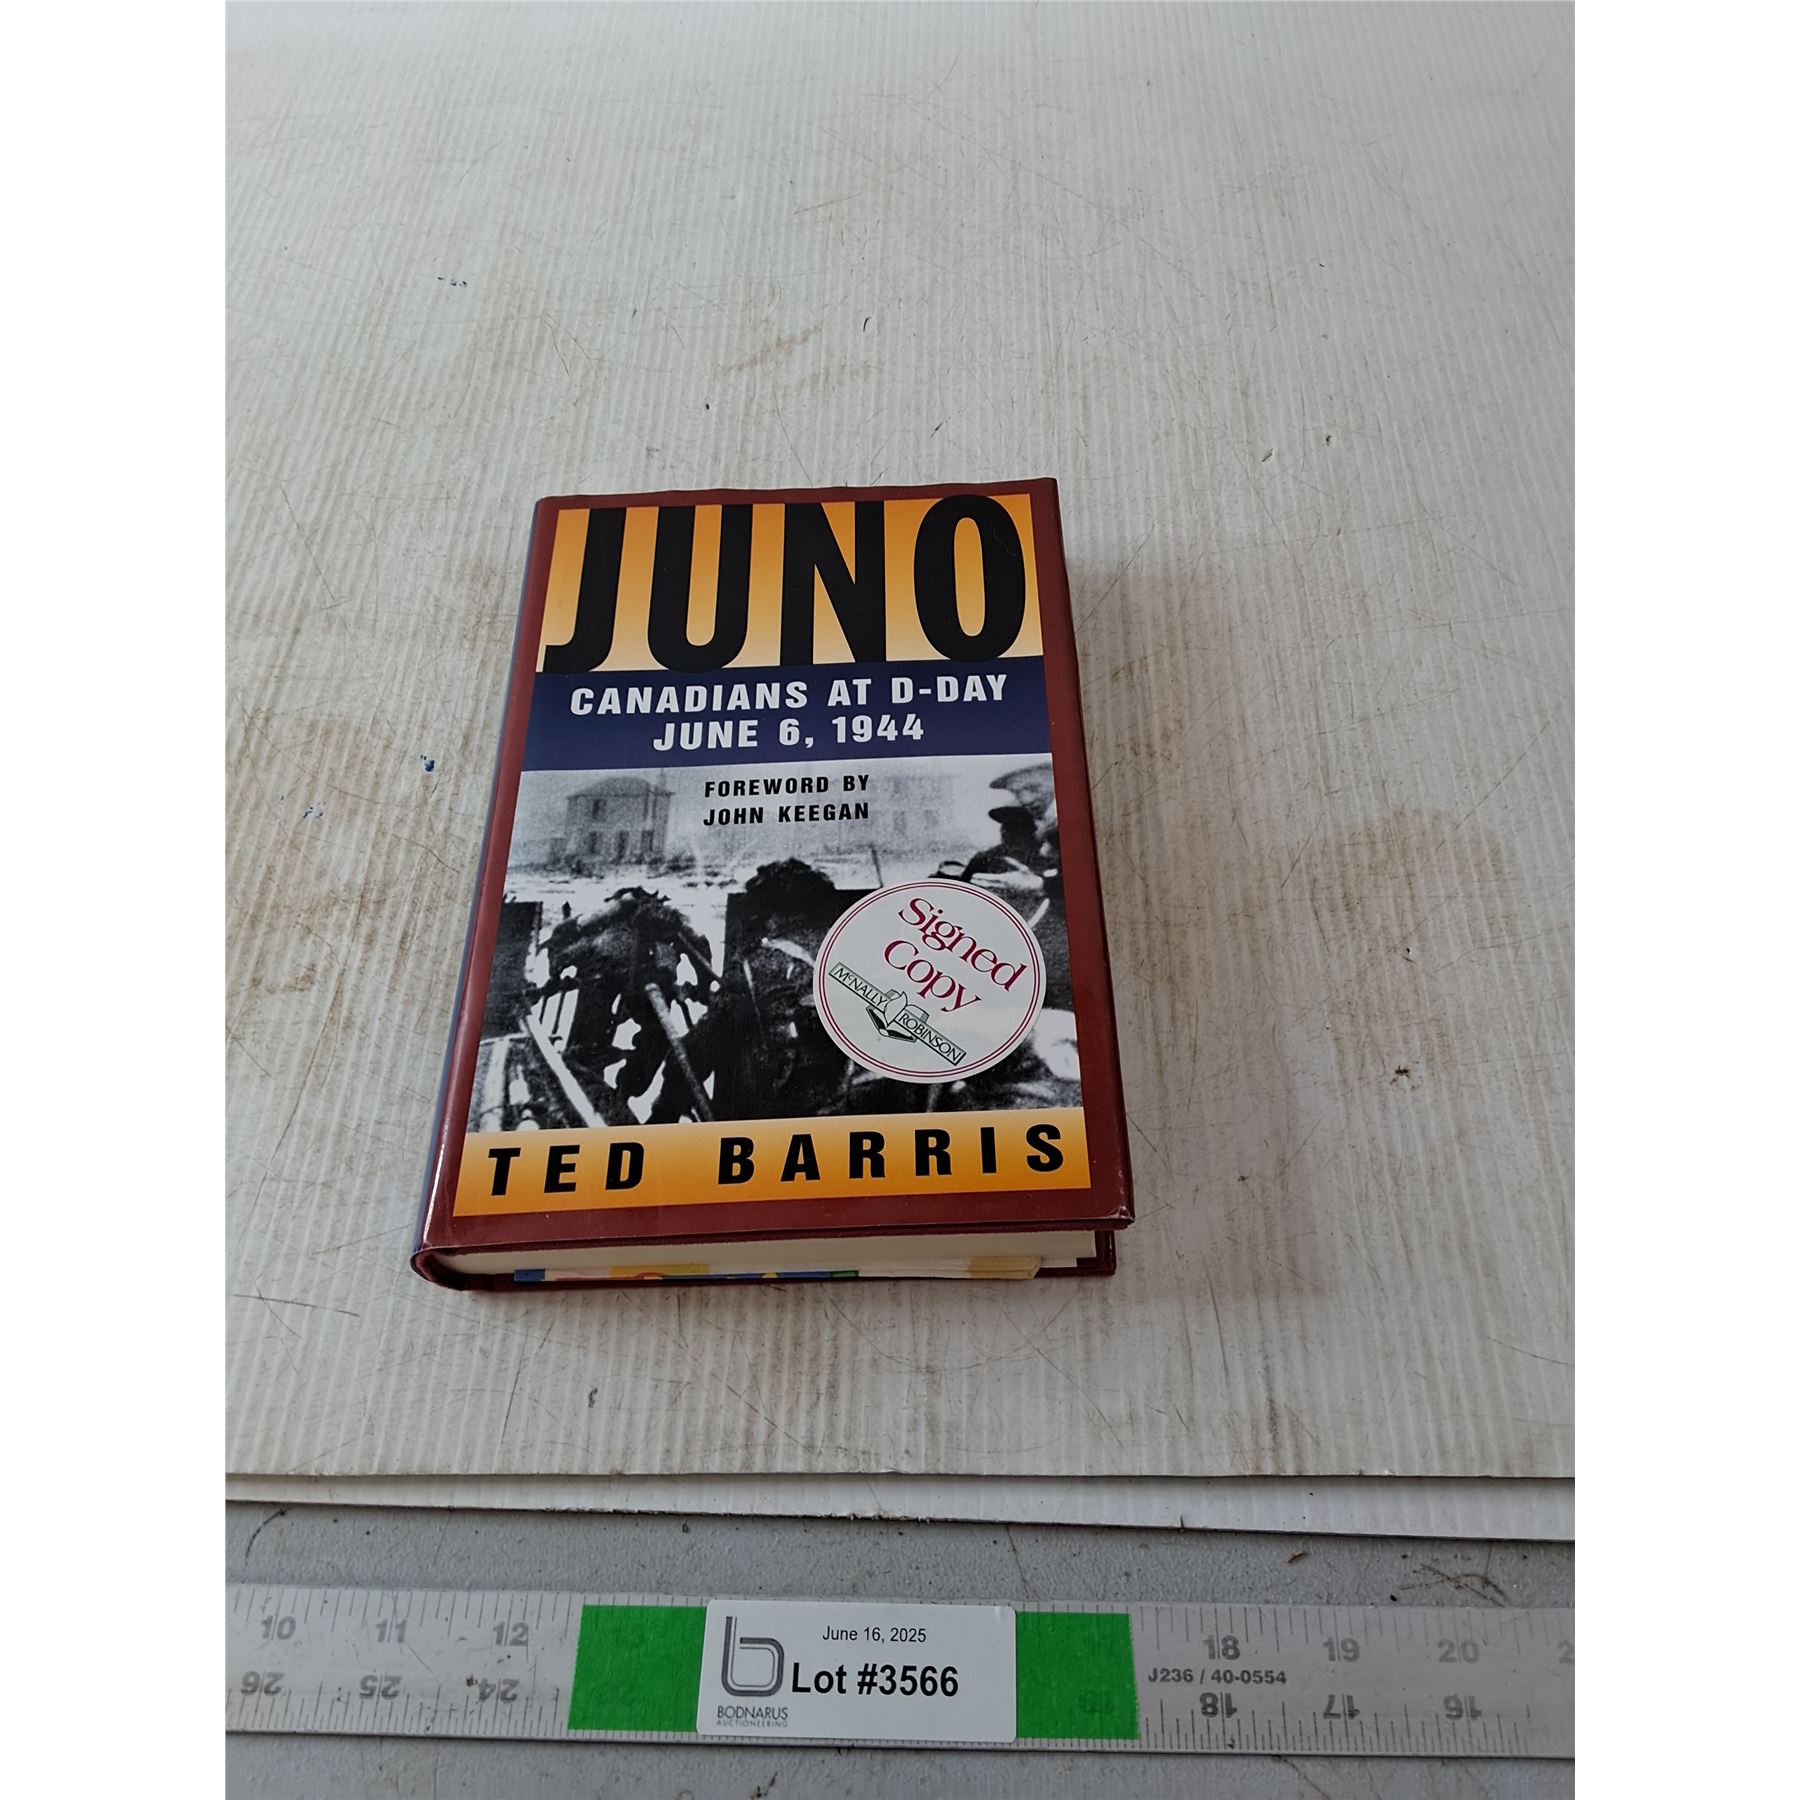 JUNO
CANADIANS AT D-DAY
JUNE 6, 1944
FOREWORD BY
JOHN KEEGAN
Signed
Copy
McNALLY ROBINSON
TED BARRIS
10 11 12 18 19 20
June 16, 2025
Lot #3566
BODNARUS
AUCTIONEERING
J236 / 40-0554
26 25 24 18 17 16